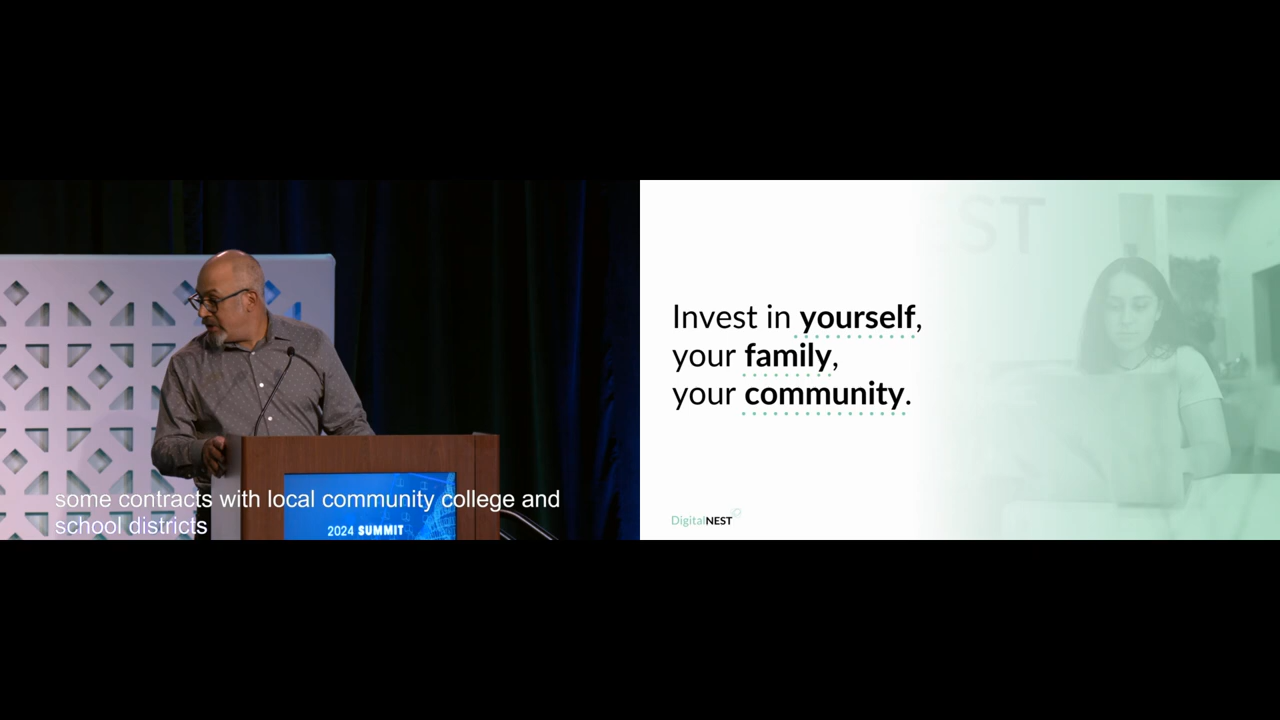 some contracts with local community college and
school districts
2024 SUMMIT
EST
Invest in yourself,
your family,
your community.
DigitalNEST